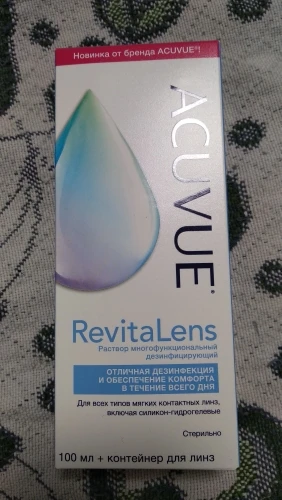 Новинка от бренда ACUVUE®!
ACUVUE®
RevitaLens
Раствор многофункциональный
дезинфицирующий
ОТЛИЧНАЯ ДЕЗИНФЕКЦИЯ
И ОБЕСПЕЧЕНИЕ КОМФОРТА
В ТЕЧЕНИЕ ВСЕГО ДНЯ
Для всех типов мягких контактных линз,
включая силикон-гидрогелевые
Стерильно
100 мл + контейнер для линз